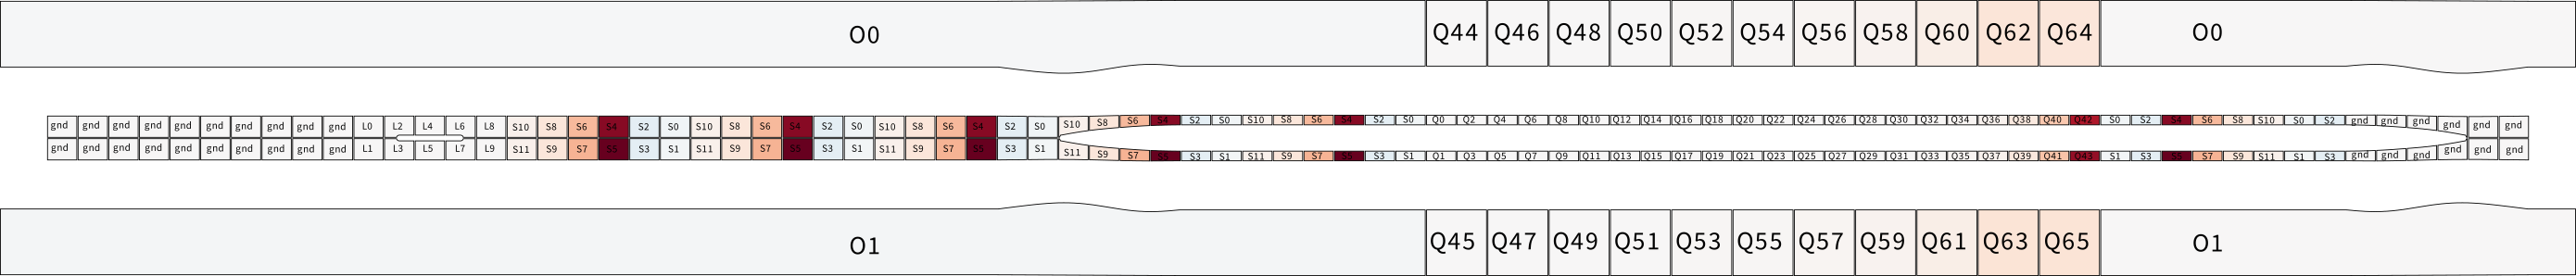 O0 Q44 Q46 Q48 Q50 Q52 Q54 Q56 Q58 Q60 Q62 Q64 O0
gnd gnd gnd gnd gnd gnd gnd gnd gnd gnd L0 L2 L4 L6 L8 S10 S8 S6 S4 S2 S0 S10 S8 S6 S4 S2 S0 S10 S8 S6 S4 S2 S0 S10 S8 S6 S4 S2 S0 S10 S8 S6 S4 S2 S0 Q0 Q2 Q4 Q6 Q8 Q10 Q12 Q14 Q16 Q18 Q20 Q22 Q24 Q26 Q28 Q30 Q32 Q34 Q36 Q38 Q40 Q42 S0 S2 S4 S6 S8 S10 S0 S2 gnd gnd gnd gnd gnd gnd
gnd gnd gnd gnd gnd gnd gnd gnd gnd gnd L1 L3 L5 L7 L9 S11 S9 S7 S5 S3 S1 S11 S9 S7 S5 S3 S1 S11 S9 S7 S5 S3 S1 S11 S9 S7 S5 S3 S1 S11 S9 S7 S5 S3 S1 Q1 Q3 Q5 Q7 Q9 Q11 Q13 Q15 Q17 Q19 Q21 Q23 Q25 Q27 Q29 Q31 Q33 Q35 Q37 Q39 Q41 Q43 S1 S3 S5 S7 S9 S11 S1 S3 gnd gnd gnd gnd gnd gnd
O1 Q45 Q47 Q49 Q51 Q53 Q55 Q57 Q59 Q61 Q63 Q65 O1